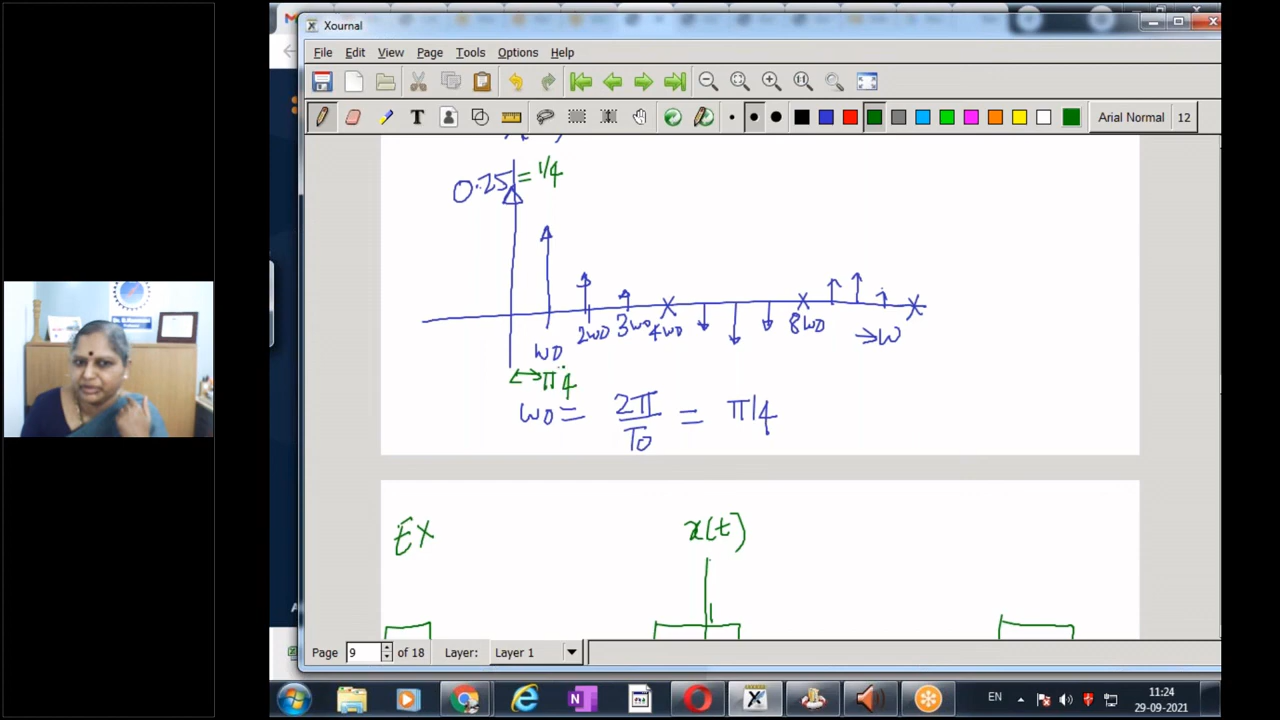 Xournal
File Edit View Page Tools Options Help
T
Arial Normal 12
0.25 = 1/4
ω0 2ω0 3ω0 4ω0 8ω0 → ω
↔ π/4
ω0 = 2π/T0 = π/4
EX x(t)
1
Page 9 of 18 Layer: Layer 1
EN 11:24
29-09-2021